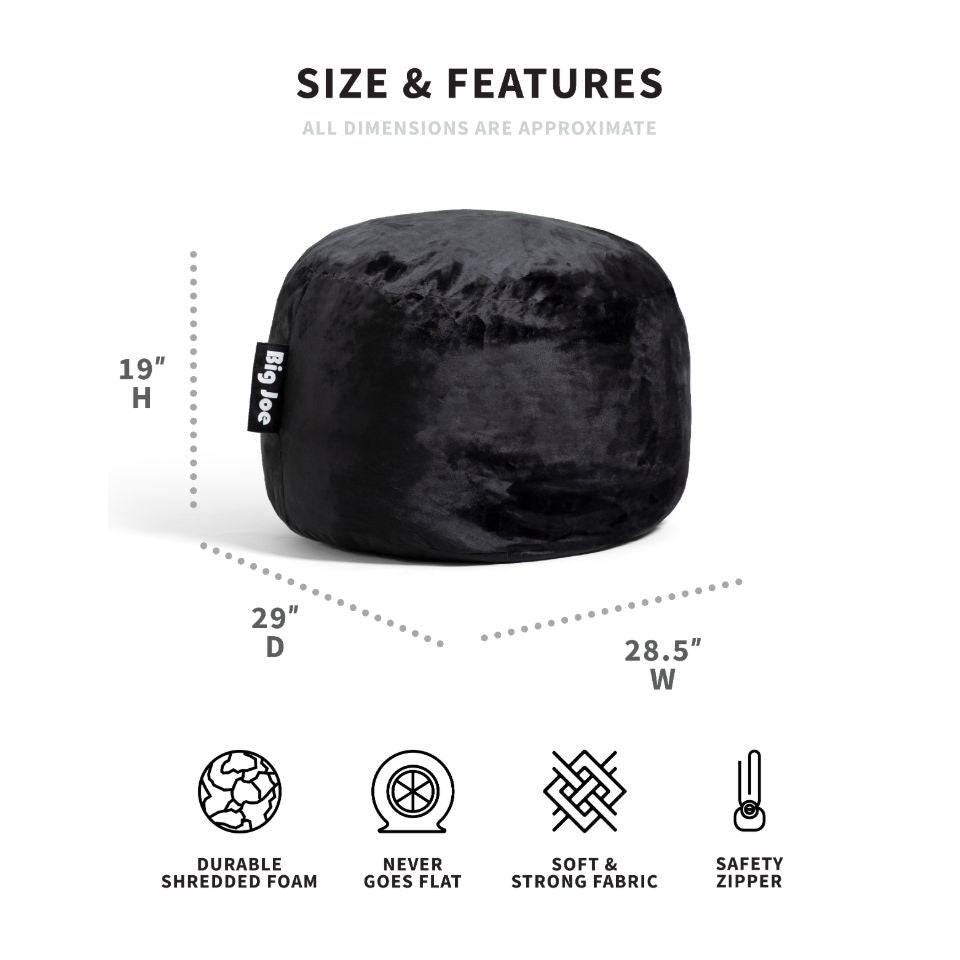 SIZE & FEATURES
ALL DIMENSIONS ARE APPROXIMATE
19"
H
Big Joe
29"
D
28.5"
W
DURABLE
SHREDDED FOAM
NEVER
GOES FLAT
SOFT &
STRONG FABRIC
SAFETY
ZIPPER